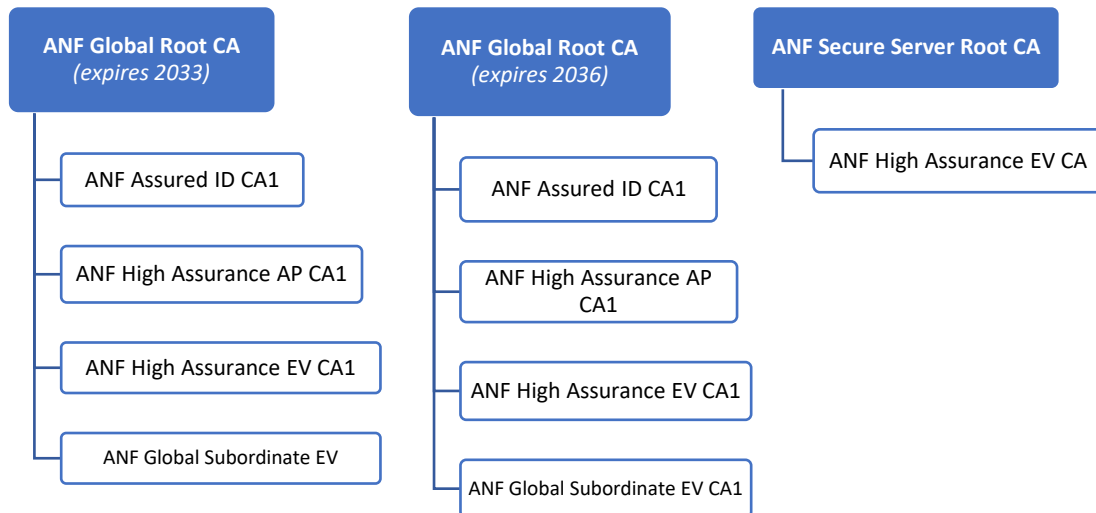 ANF Global Root CA
(expires 2033)
ANF Assured ID CA1
ANF High Assurance AP CA1
ANF High Assurance EV CA1
ANF Global Subordinate EV
ANF Global Root CA
(expires 2036)
ANF Assured ID CA1
ANF High Assurance AP
CA1
ANF High Assurance EV CA1
ANF Global Subordinate EV CA1
ANF Secure Server Root CA
ANF High Assurance EV CA